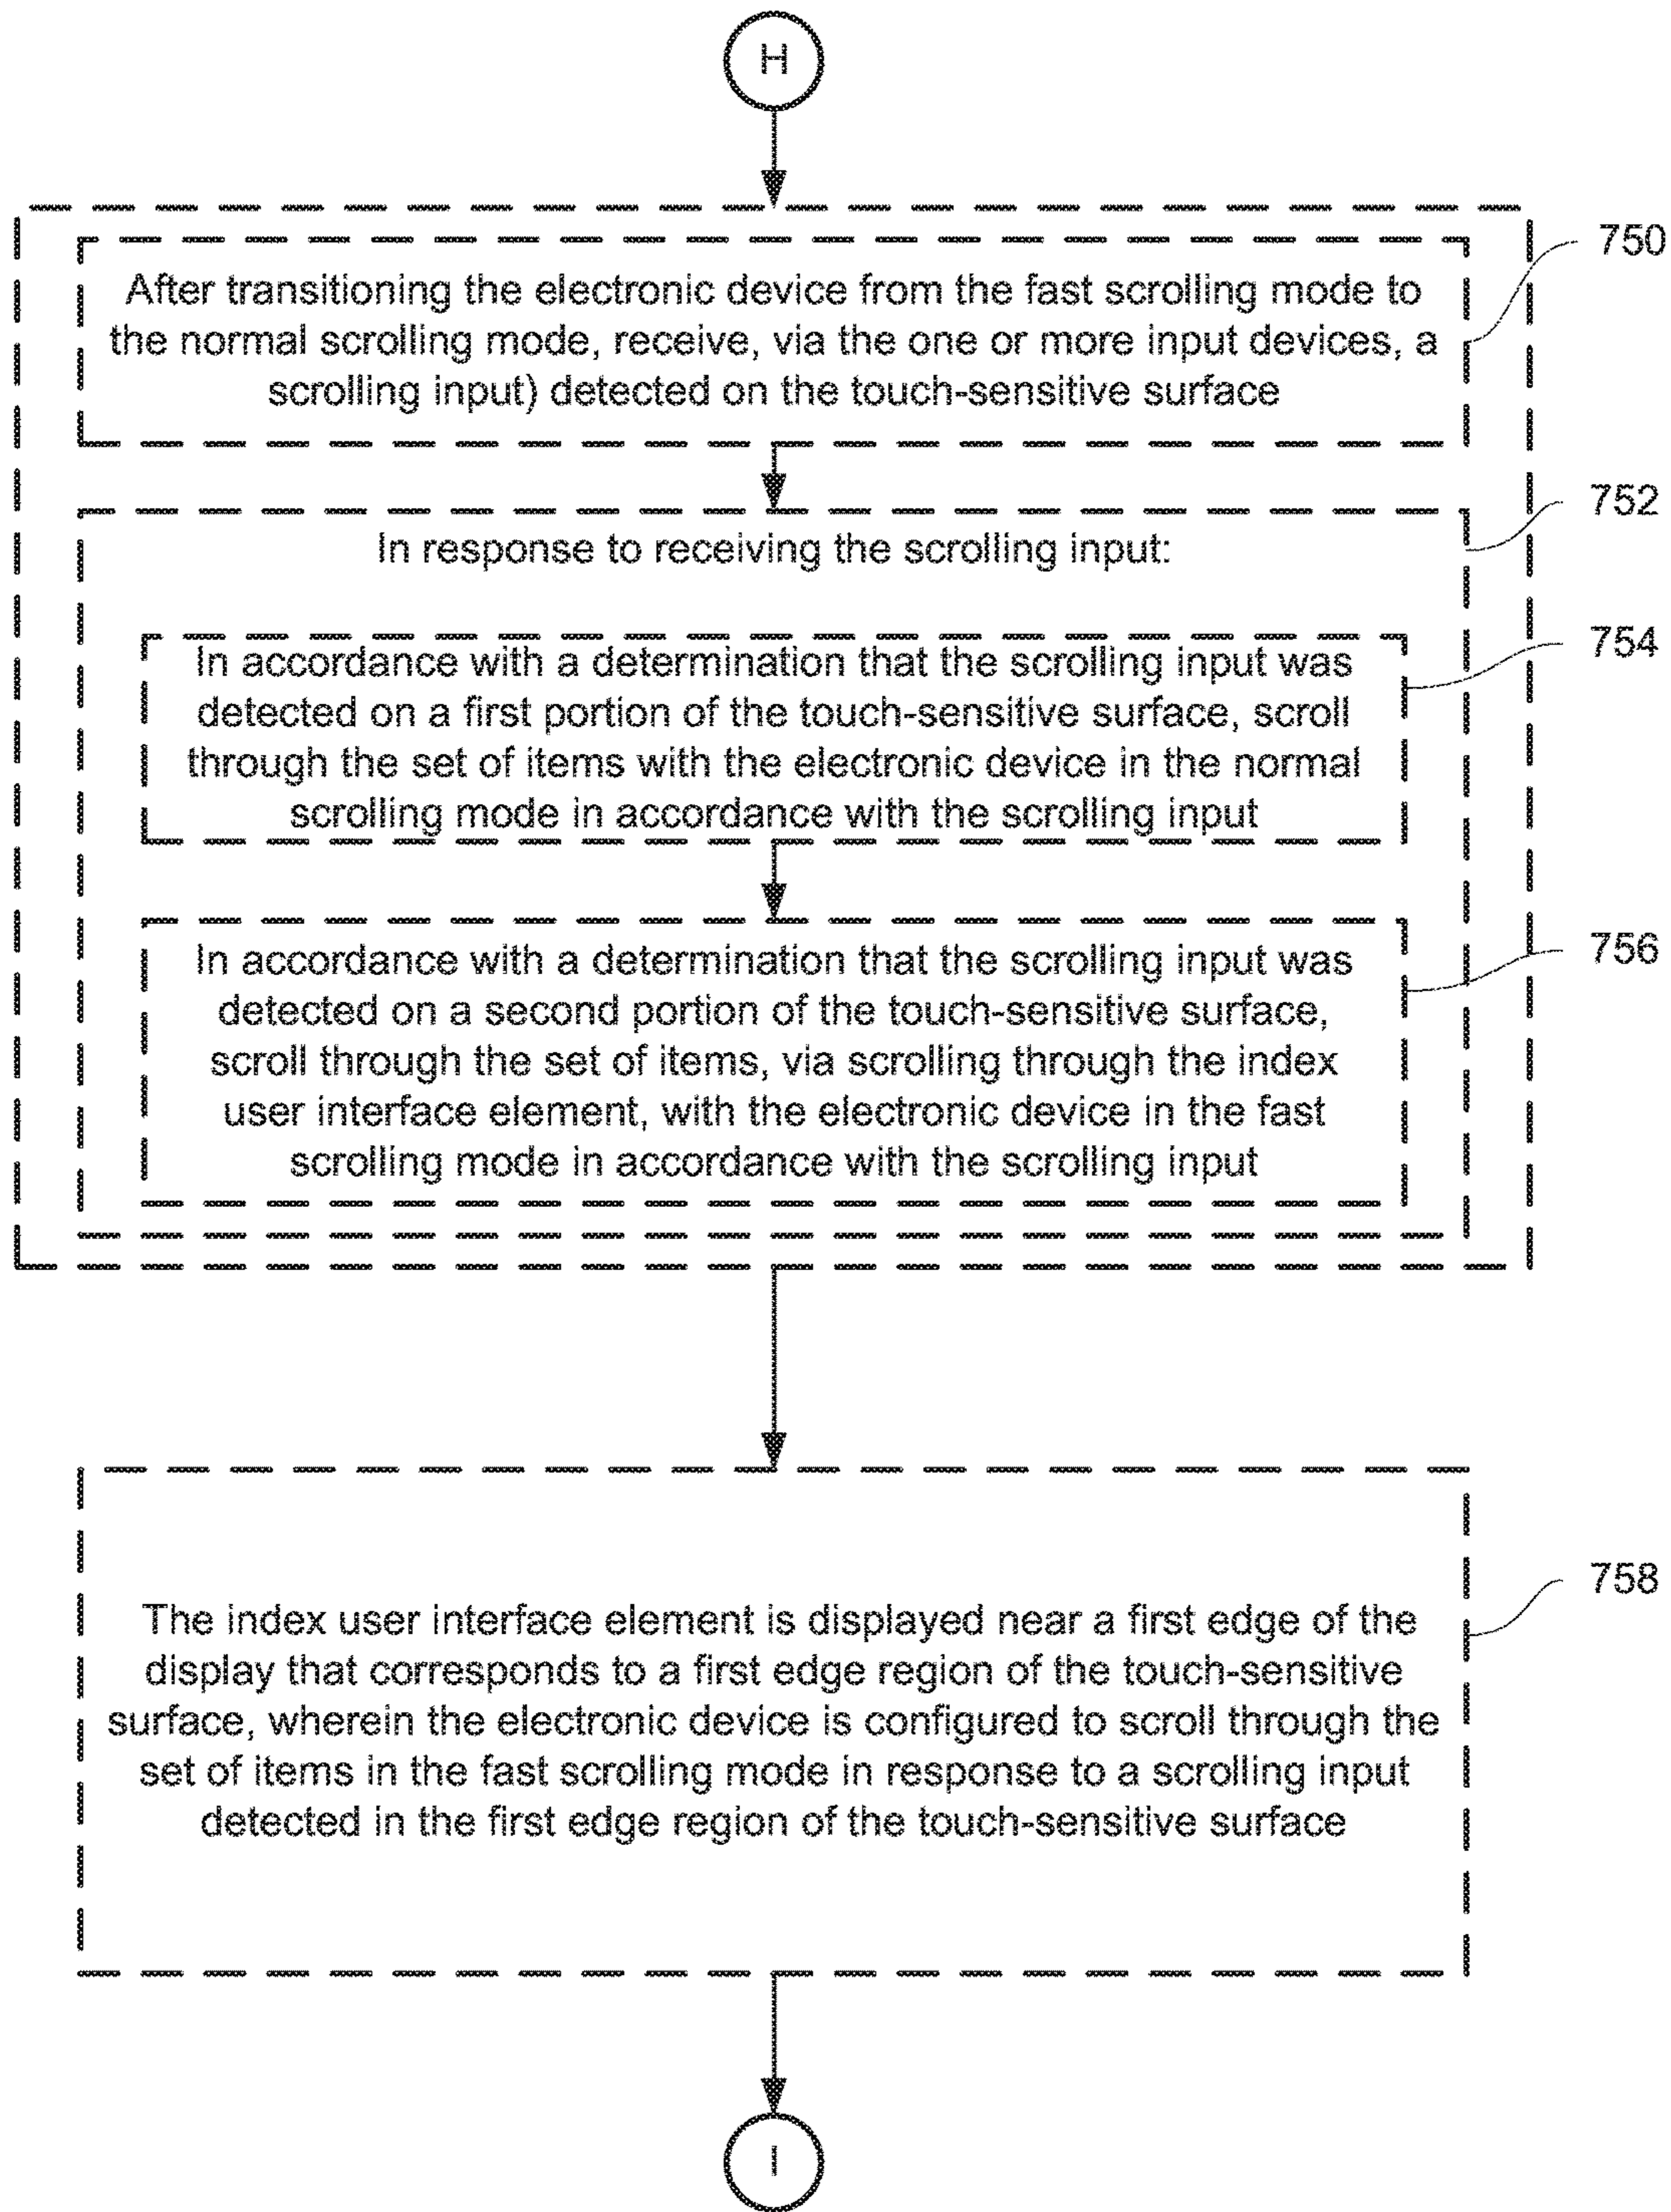 H
750
After transitioning the electronic device from the fast scrolling mode to
the normal scrolling mode, receive, via the one or more input devices, a
scrolling input) detected on the touch-sensitive surface
752
In response to receiving the scrolling input:
754
In accordance with a determination that the scrolling input was
detected on a first portion of the touch-sensitive surface, scroll
through the set of items with the electronic device in the normal
scrolling mode in accordance with the scrolling input
756
In accordance with a determination that the scrolling input was
detected on a second portion of the touch-sensitive surface,
scroll through the set of items, via scrolling through the index
user interface element, with the electronic device in the fast
scrolling mode in accordance with the scrolling input
758
The index user interface element is displayed near a first edge of the
display that corresponds to a first edge region of the touch-sensitive
surface, wherein the electronic device is configured to scroll through the
set of items in the fast scrolling mode in response to a scrolling input
detected in the first edge region of the touch-sensitive surface
I